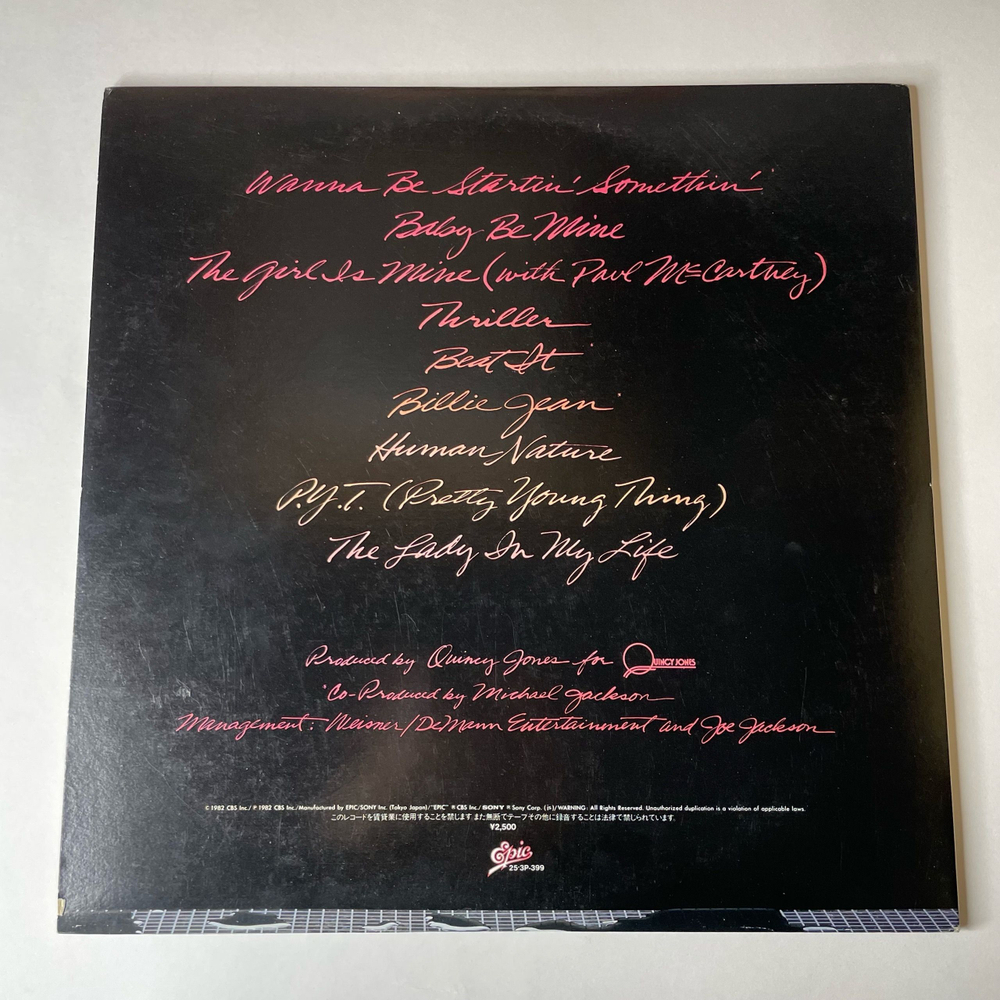 Wanna Be Startin' Somethin'
Baby Be Mine
The Girl Is Mine (with Paul McCartney)
Thriller
Beat It
Billie Jean
Human Nature
P.Y.T. (Pretty Young Thing)
The Lady In My Life
Produced by Quincy Jones for QUINCY JONES
Co-Produced by Michael Jackson
Management: Weisner/DeMann Entertainment and Joe Jackson
© 1982 CBS Inc./ ℗ 1982 CBS Inc./Manufactured by EPIC/SONY Inc. (Tokyo Japan)/"EPIC" ® CBS Inc./SONY ® Sony Corp. (js)/WARNING: All Rights Reserved. Unauthorized duplication is a violation of applicable laws.
このレコードを賃貸業に使用することを禁じます また無断でテープその他に録音することは法律で禁じられています。
¥2,500
Epic
25·3P-399